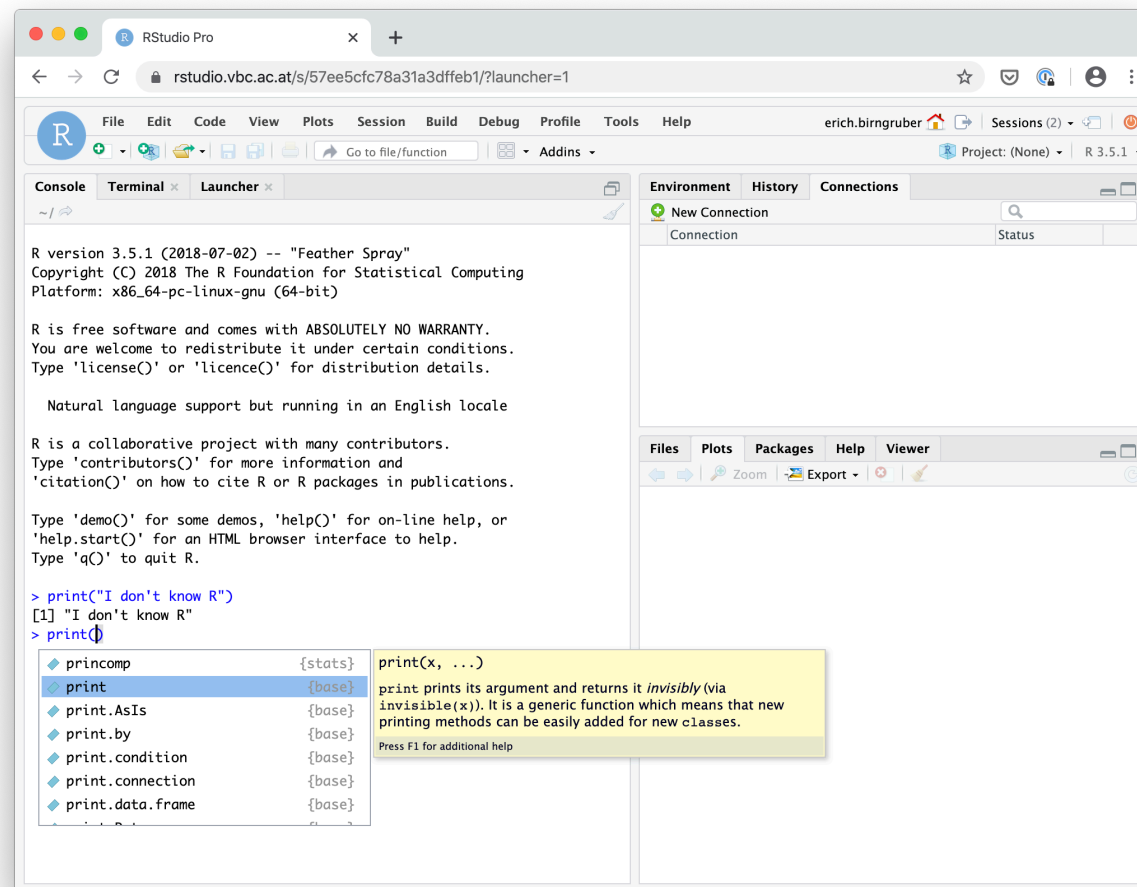 R RStudio Pro × +
rstudio.vbc.ac.at/s/57ee5cfc78a31a3dffeb1/?launcher=1
R
File Edit Code View Plots Session Build Debug Profile Tools Help
erich.birngruber Sessions (2)
Go to file/function Addins
Project: (None) R 3.5.1
Console Terminal × Launcher ×
~/
R version 3.5.1 (2018-07-02) -- "Feather Spray"
Copyright (C) 2018 The R Foundation for Statistical Computing
Platform: x86_64-pc-linux-gnu (64-bit)
R is free software and comes with ABSOLUTELY NO WARRANTY.
You are welcome to redistribute it under certain conditions.
Type 'license()' or 'licence()' for distribution details.
Natural language support but running in an English locale
R is a collaborative project with many contributors.
Type 'contributors()' for more information and
'citation()' on how to cite R or R packages in publications.
Type 'demo()' for some demos, 'help()' for on-line help, or
'help.start()' for an HTML browser interface to help.
Type 'q()' to quit R.
> print("I don't know R")
[1] "I don't know R"
> print()
princomp {stats}
print {base}
print.AsIs {base}
print.by {base}
print.condition {base}
print.connection {base}
print.data.frame {base}
print(x, ...)
print prints its argument and returns it invisibly (via
invisible(x)). It is a generic function which means that new
printing methods can be easily added for new classes.
Press F1 for additional help
Environment History Connections
New Connection
Connection Status
Files Plots Packages Help Viewer
Zoom Export